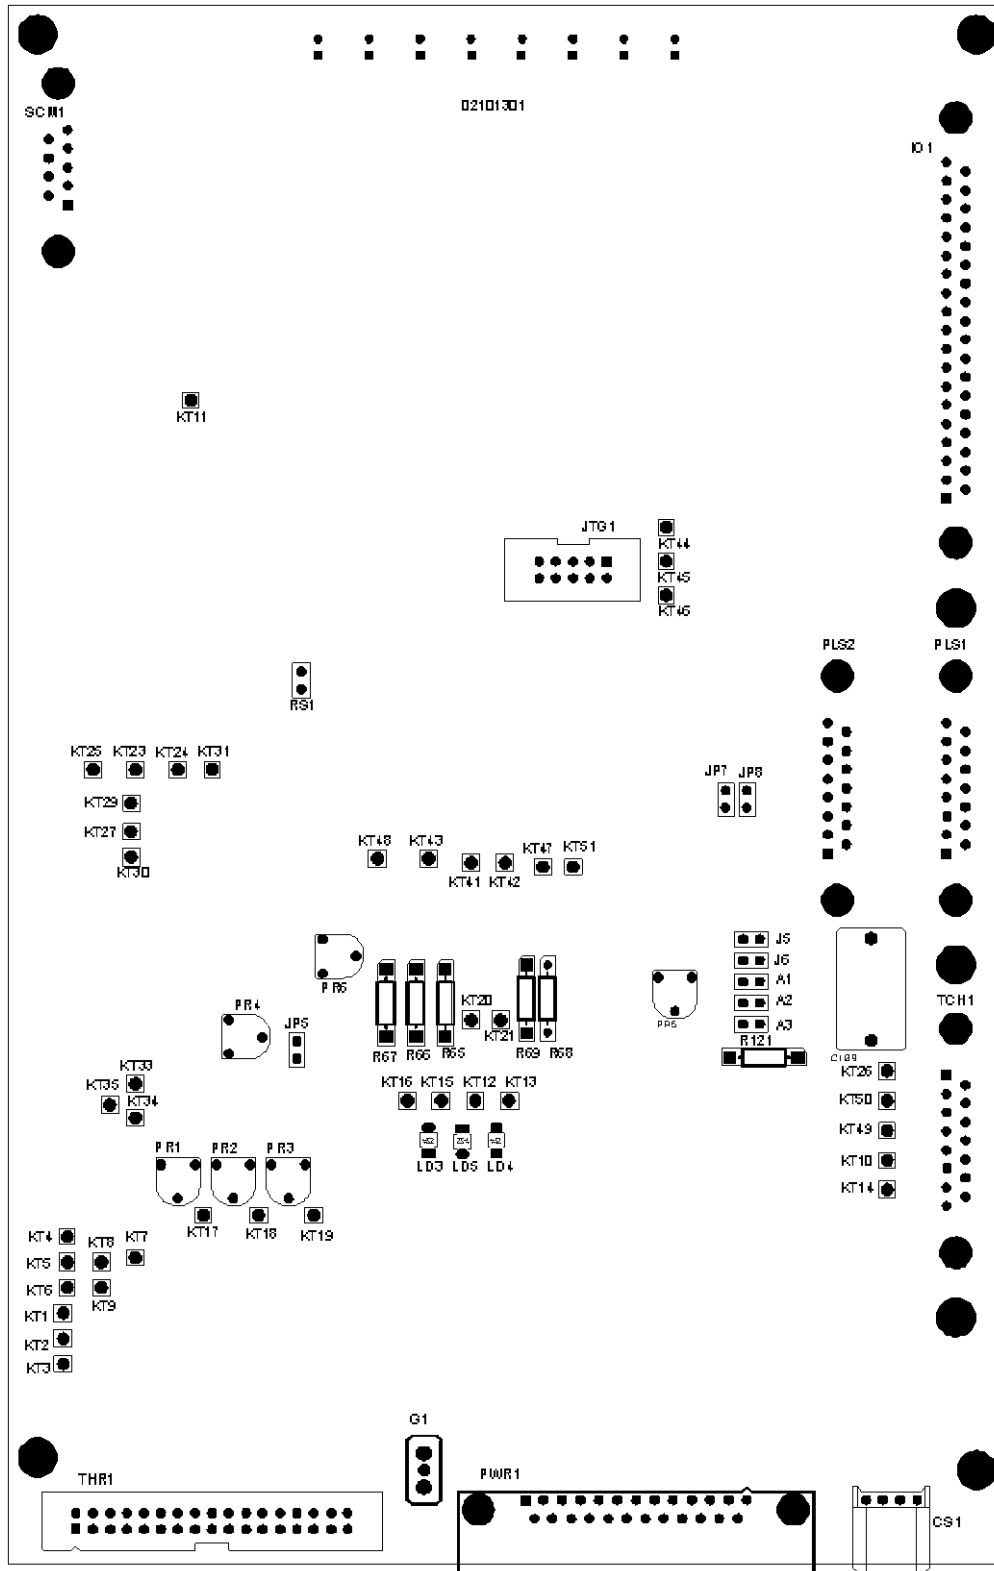 02101301
SCM1
IO1
KT11
JTG1
KT44
KT45
KT46
PLS2 PLS1
RS1
KT25 KT23 KT24 KT31
JP7 JP8
KT29
KT27
KT30
KT48 KT43 KT47 KT51
KT41 KT42
J5
J6
PR6
A1
KT20
PR4
A2
TCH1
JP5
PR5
A3
KT21
R121
R67 R66 R65 R69 R68
C189
KT33
KT26
KT35 KT34
KT16 KT15 KT12 KT13
KT50
KT49
PR1 PR2 PR3
LD3 LD5 LD4
KT10
KT14
KT17 KT18 KT19
KT4 KT8 KT7
KT5
KT6
KT9
KT1
KT2
KT3
G1
THR1
PWR1
CS1